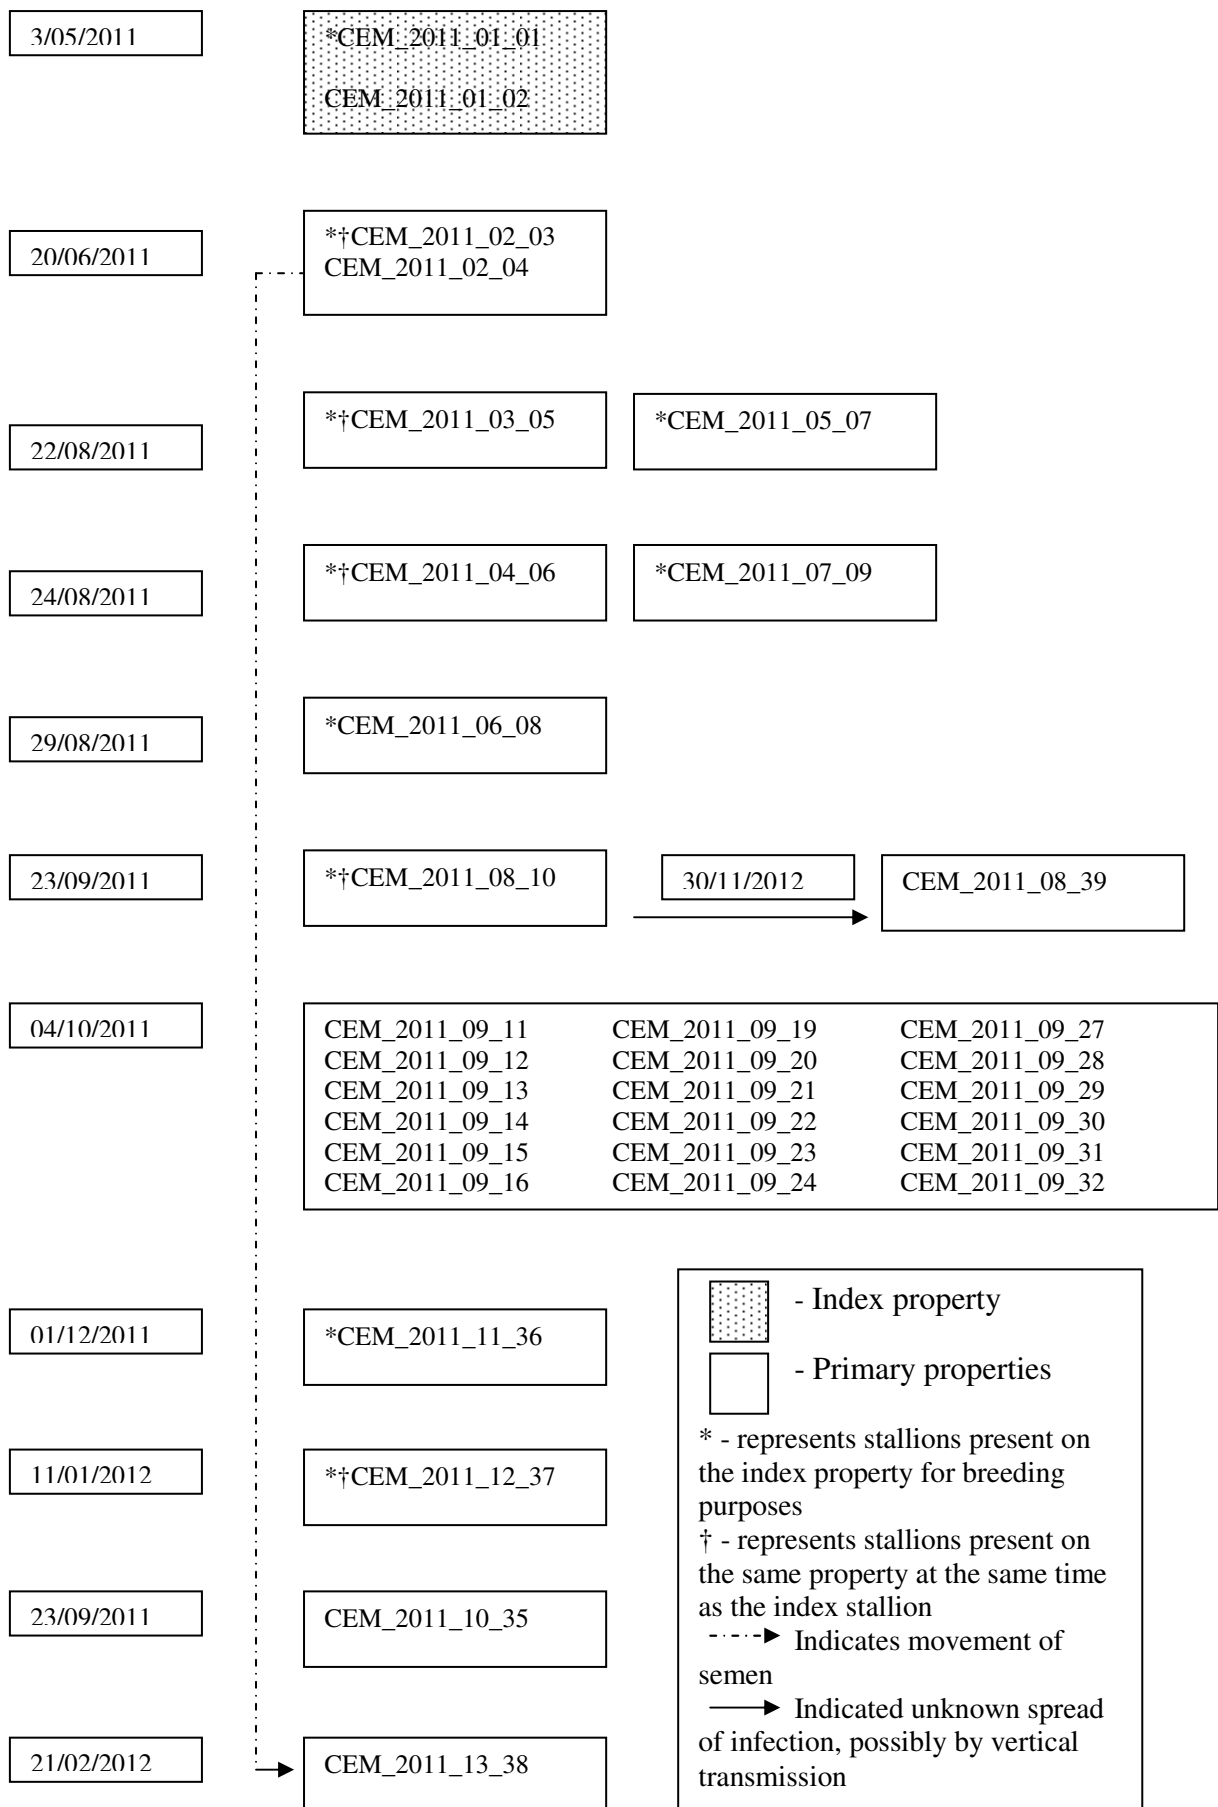 3/05/2011
*CEM_2011_01_01
CEM_2011_01_02
20/06/2011
*†CEM_2011_02_03
CEM_2011_02_04
22/08/2011
*†CEM_2011_03_05
*CEM_2011_05_07
24/08/2011
*†CEM_2011_04_06
*CEM_2011_07_09
29/08/2011
*CEM_2011_06_08
23/09/2011
*†CEM_2011_08_10
30/11/2012
CEM_2011_08_39
04/10/2011
CEM_2011_09_11 CEM_2011_09_19 CEM_2011_09_27
CEM_2011_09_12 CEM_2011_09_20 CEM_2011_09_28
CEM_2011_09_13 CEM_2011_09_21 CEM_2011_09_29
CEM_2011_09_14 CEM_2011_09_22 CEM_2011_09_30
CEM_2011_09_15 CEM_2011_09_23 CEM_2011_09_31
CEM_2011_09_16 CEM_2011_09_24 CEM_2011_09_32
01/12/2011
*CEM_2011_11_36
11/01/2012
*†CEM_2011_12_37
23/09/2011
CEM_2011_10_35
21/02/2012
CEM_2011_13_38
- Index property
- Primary properties
* - represents stallions present on
the index property for breeding
purposes
† - represents stallions present on
the same property at the same time
as the index stallion
Indicates movement of
semen
Indicated unknown spread
of infection, possibly by vertical
transmission